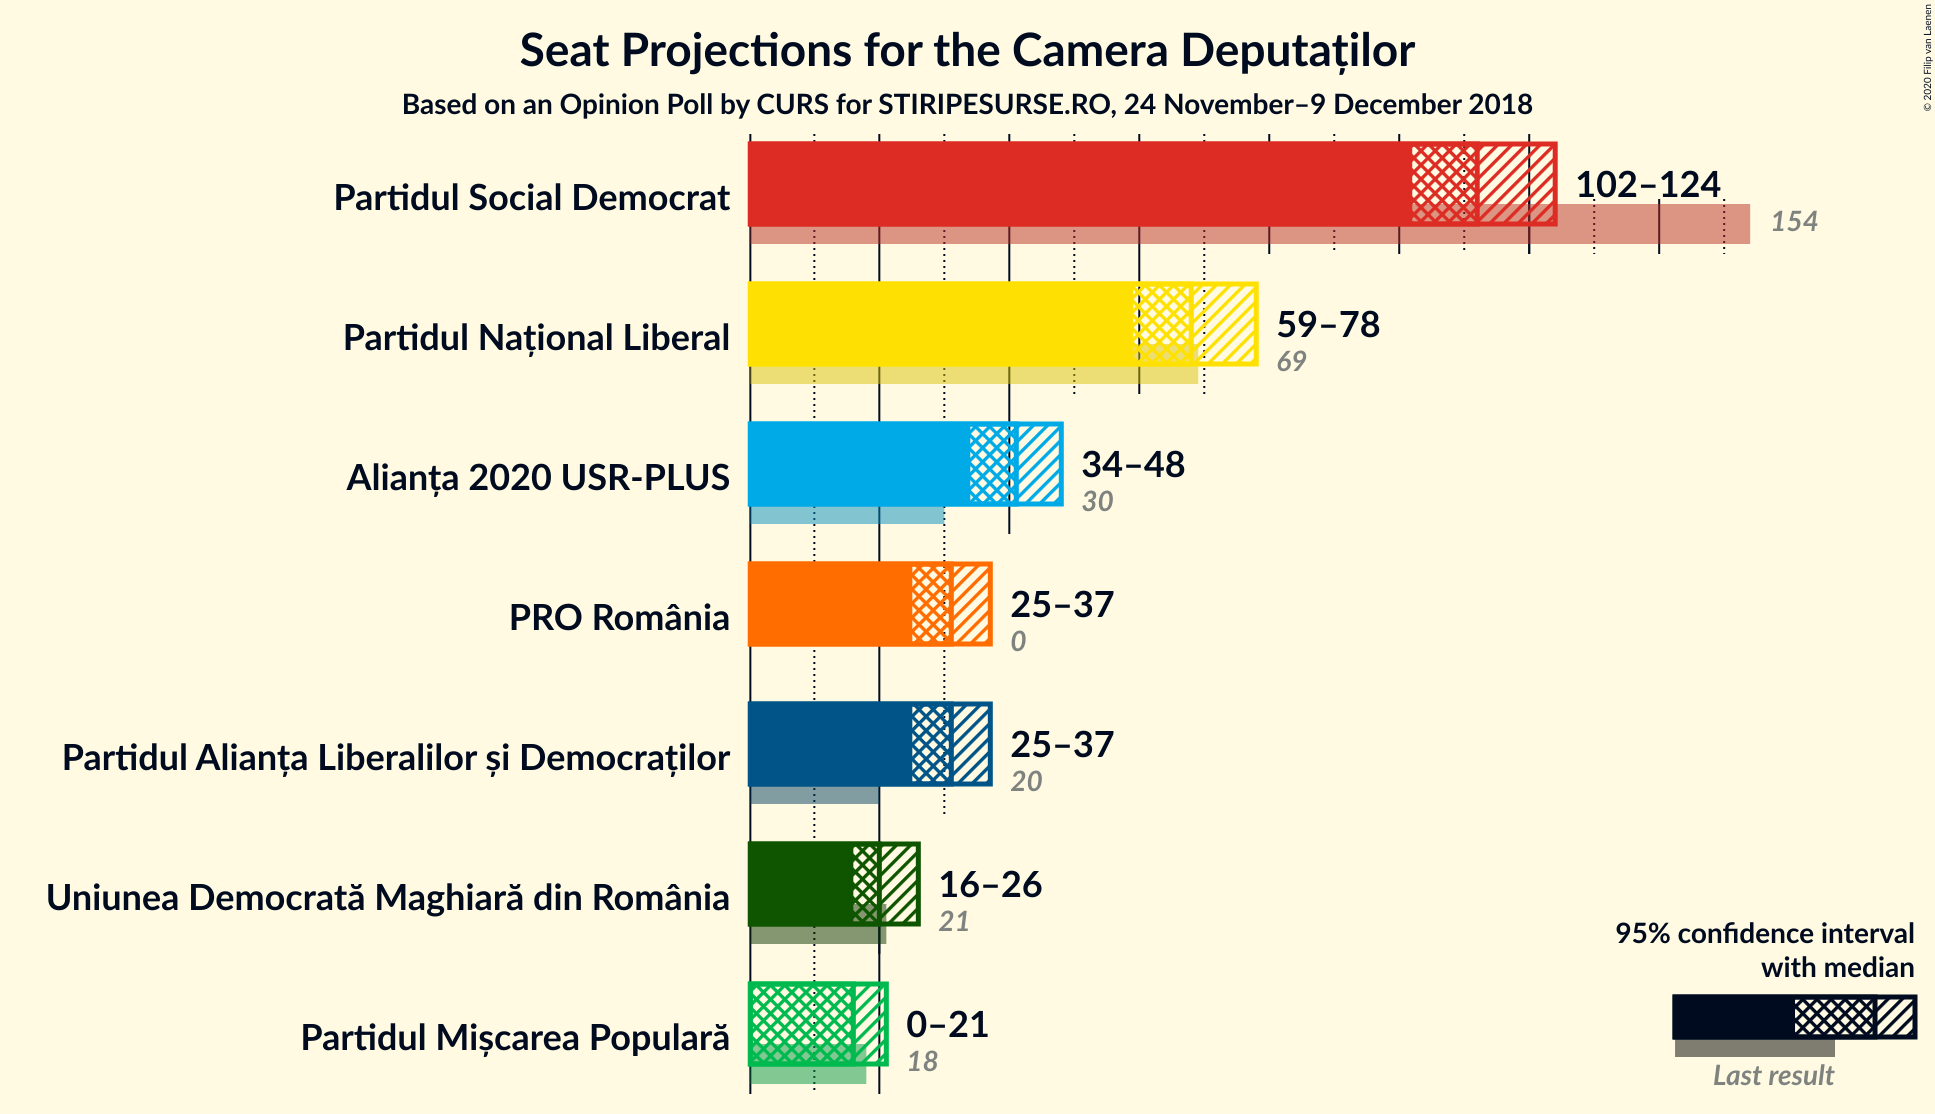 Seat Projections for the Camera Deputaților
Based on an Opinion Poll by CURS for STIRIPESURSE.RO, 24 November–9 December 2018
© 2020 Filip van Laenen
Partidul Social Democrat
102–124
154
Partidul Național Liberal
59–78
69
Alianța 2020 USR-PLUS
34–48
30
PRO România
25–37
0
Partidul Alianța Liberalilor și Democraților
25–37
20
Uniunea Democrată Maghiară din România
16–26
21
Partidul Mișcarea Populară
0–21
18
95% confidence interval
with median
Last result